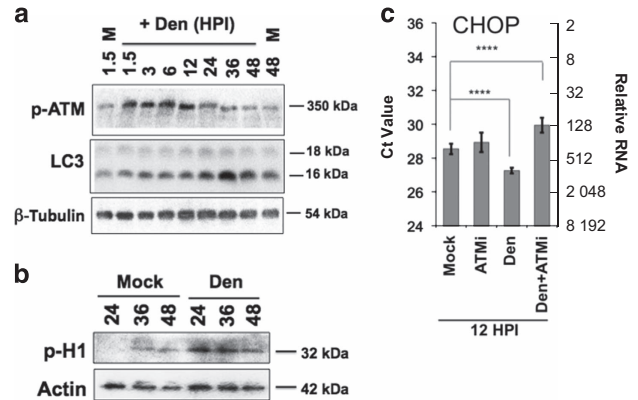 a
+ Den (HPI)
1.5 M 1.5 3 6 12 24 36 48 48 M
p-ATM
350 kDa
LC3
18 kDa
16 kDa
β-Tubulin
54 kDa
b
Mock Den
24 36 48 24 36 48
p-H1
32 kDa
Actin
42 kDa
c
CHOP
Ct Value
36
34
32
30
28
26
24
****
****
2
8
32
128
512
2 048
8 192
Relative RNA
Mock
ATMi
Den
Den+ATMi
12 HPI